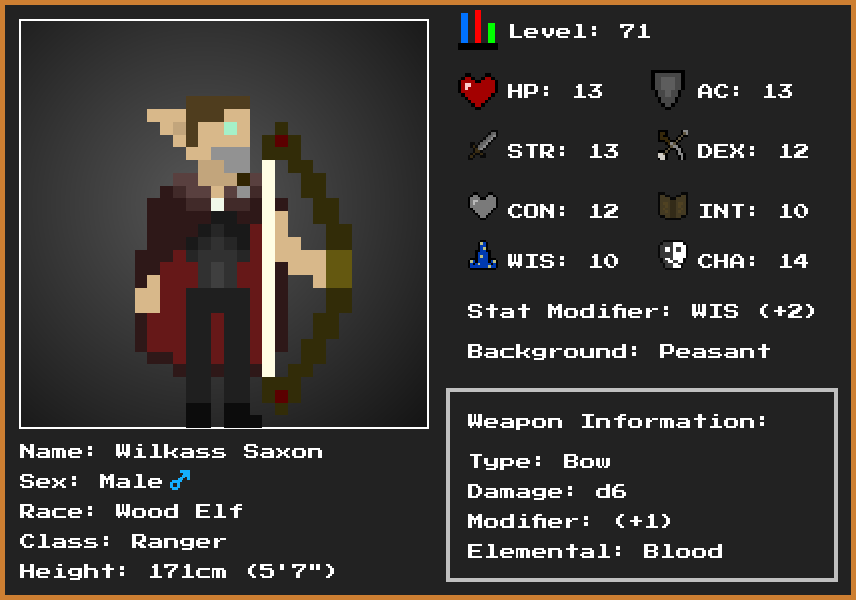 Level: 71
HP: 13 AC: 13
STR: 13 DEX: 12
CON: 12 INT: 10
WIS: 10 CHA: 14
Stat Modifier: WIS (+2)
Background: Peasant
Weapon Information:
Type: Bow
Damage: d6
Modifier: (+1)
Elemental: Blood
Name: Wilkass Saxon
Sex: Male ♂
Race: Wood Elf
Class: Ranger
Height: 171cm (5'7")